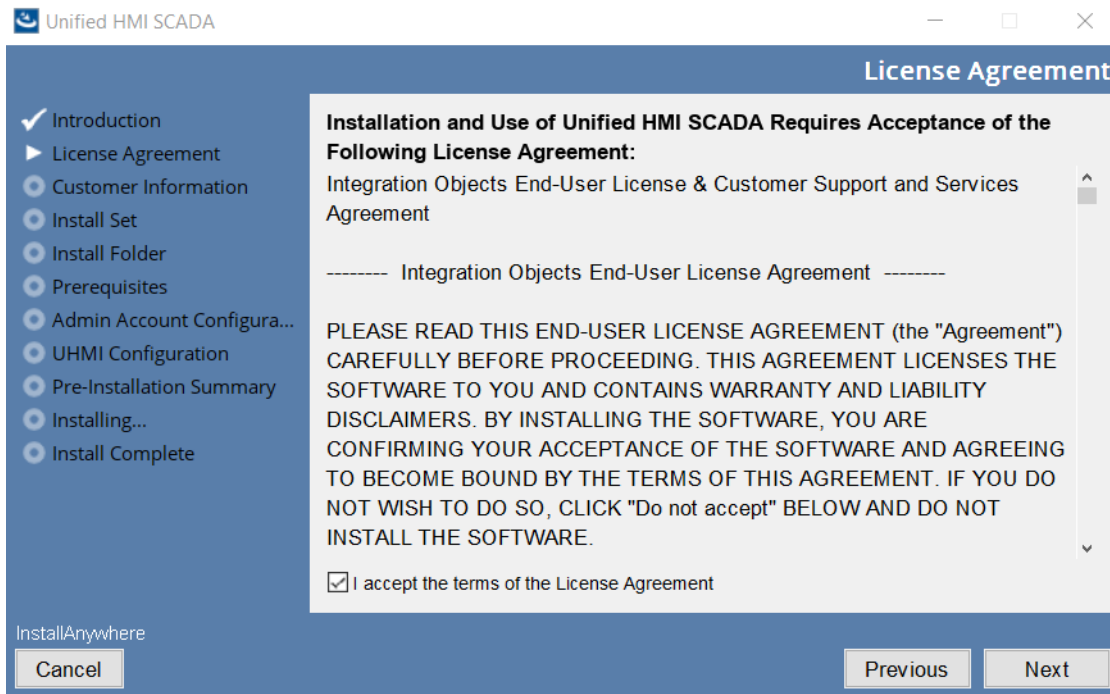 Unified HMI SCADA
License Agreement
Introduction
License Agreement
Customer Information
Install Set
Install Folder
Prerequisites
Admin Account Configura...
UHMI Configuration
Pre-Installation Summary
Installing...
Install Complete
Installation and Use of Unified HMI SCADA Requires Acceptance of the
Following License Agreement:
Integration Objects End-User License & Customer Support and Services
Agreement
-------- Integration Objects End-User License Agreement --------
PLEASE READ THIS END-USER LICENSE AGREEMENT (the "Agreement")
CAREFULLY BEFORE PROCEEDING. THIS AGREEMENT LICENSES THE
SOFTWARE TO YOU AND CONTAINS WARRANTY AND LIABILITY
DISCLAIMERS. BY INSTALLING THE SOFTWARE, YOU ARE
CONFIRMING YOUR ACCEPTANCE OF THE SOFTWARE AND AGREEING
TO BECOME BOUND BY THE TERMS OF THIS AGREEMENT. IF YOU DO
NOT WISH TO DO SO, CLICK "Do not accept" BELOW AND DO NOT
INSTALL THE SOFTWARE.
I accept the terms of the License Agreement
InstallAnywhere
Cancel
Previous
Next